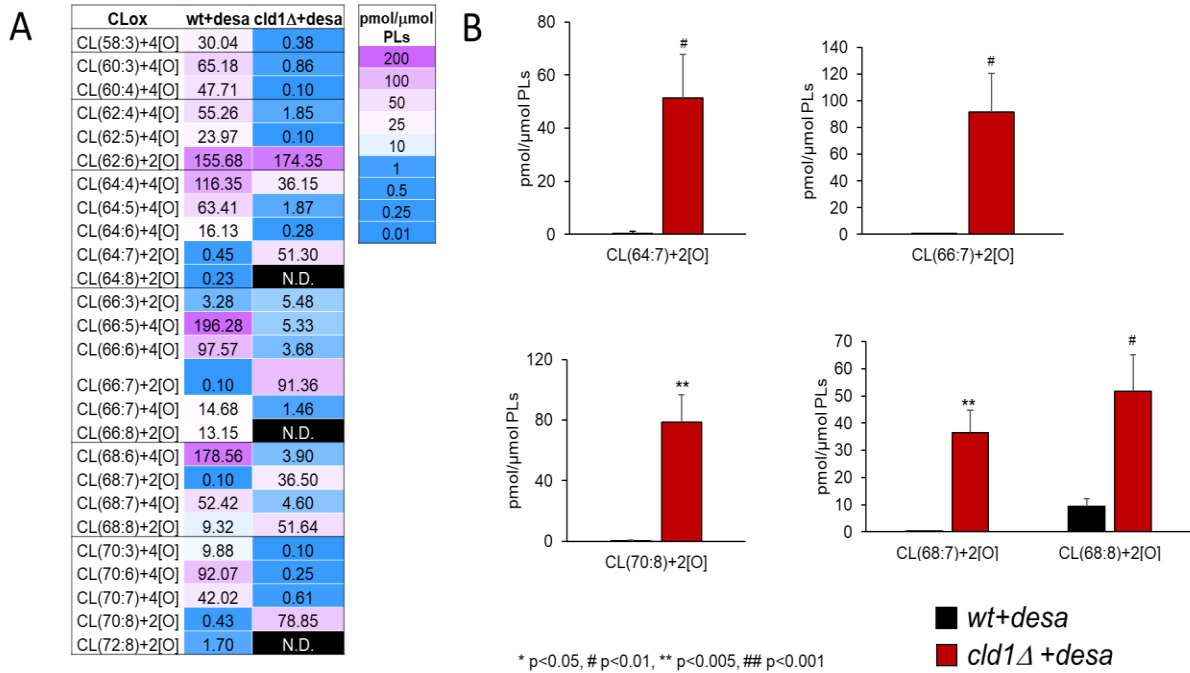 A
CLox wt+desa cld1Δ+desa
CL(58:3)+4[O] 30.04 0.38
CL(60:3)+4[O] 65.18 0.86
CL(60:4)+4[O] 47.71 0.10
CL(62:4)+4[O] 55.26 1.85
CL(62:5)+4[O] 23.97 0.10
CL(62:6)+2[O] 155.68 174.35
CL(64:4)+4[O] 116.35 36.15
CL(64:5)+4[O] 63.41 1.87
CL(64:6)+4[O] 16.13 0.28
CL(64:7)+2[O] 0.45 51.30
CL(64:8)+2[O] 0.23 N.D.
CL(66:3)+2[O] 3.28 5.48
CL(66:5)+4[O] 196.28 5.33
CL(66:6)+4[O] 97.57 3.68
CL(66:7)+2[O] 0.10 91.36
CL(66:7)+4[O] 14.68 1.46
CL(66:8)+2[O] 13.15 N.D.
CL(68:6)+4[O] 178.56 3.90
CL(68:7)+2[O] 0.10 36.50
CL(68:7)+4[O] 52.42 4.60
CL(68:8)+2[O] 9.32 51.64
CL(70:3)+4[O] 9.88 0.10
CL(70:6)+4[O] 92.07 0.25
CL(70:7)+4[O] 42.02 0.61
CL(70:8)+2[O] 0.43 78.85
CL(72:8)+2[O] 1.70 N.D.
pmol/µmol
PLs
200
100
50
25
10
1
0.5
0.25
0.01
B
pmol/µmol PLs
80
60
40
20
0
#
CL(64:7)+2[O]
pmol/µmol PLs
140
120
100
80
60
40
20
0
#
CL(66:7)+2[O]
pmol/µmol PLs
120
80
40
0
**
CL(70:8)+2[O]
pmol/µmol PLs
70
60
50
40
30
20
10
0
**
#
CL(68:7)+2[O] CL(68:8)+2[O]
wt+desa
cld1Δ +desa
* p<0.05, # p<0.01, ** p<0.005, ## p<0.001